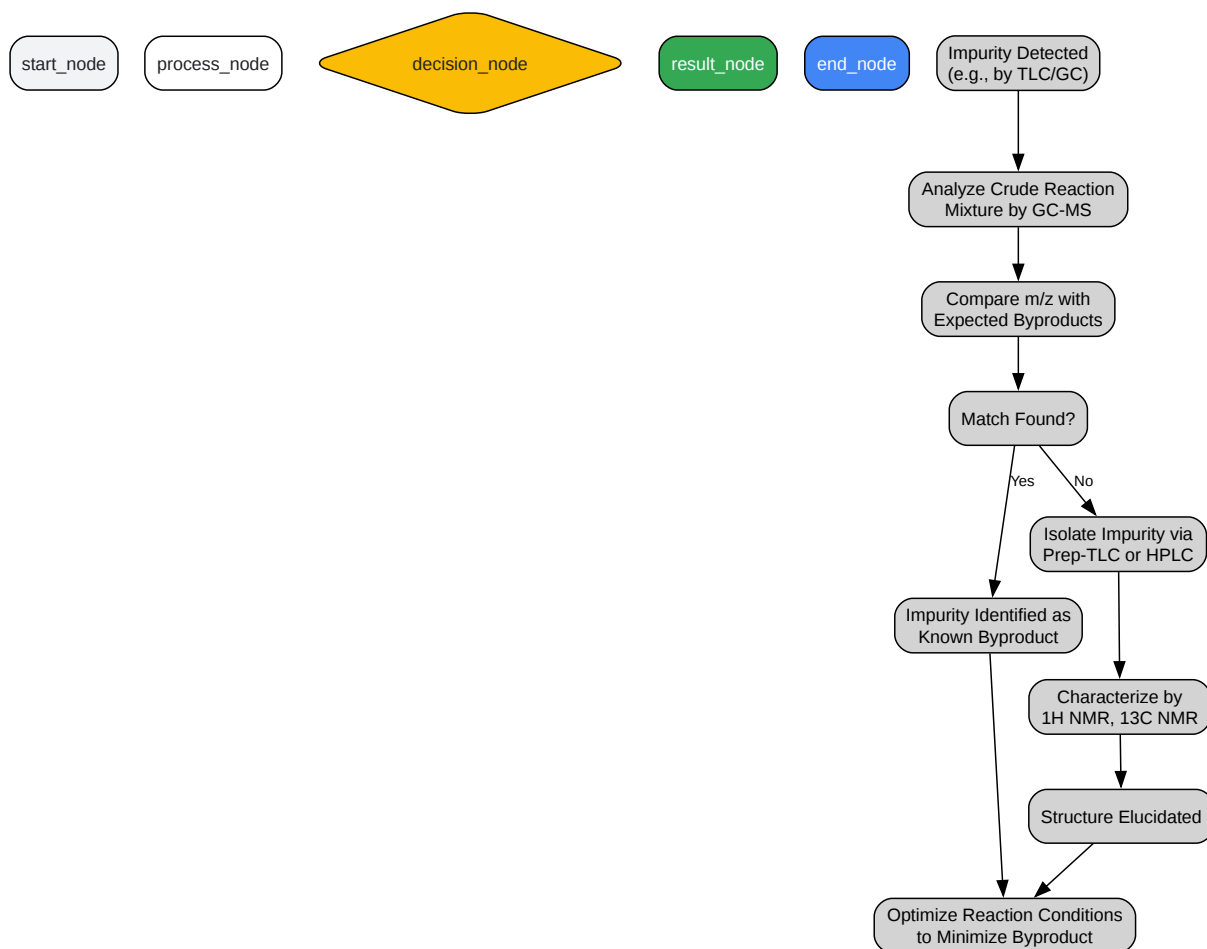 start_node
process_node
decision_node
result_node
end_node
Impurity Detected
(e.g., by TLC/GC)
Analyze Crude Reaction
Mixture by GC-MS
Compare m/z with
Expected Byproducts
Match Found?
Yes
No
Isolate Impurity via
Prep-TLC or HPLC
Impurity Identified as
Known Byproduct
Characterize by
1H NMR, 13C NMR
Structure Elucidated
Optimize Reaction Conditions
to Minimize Byproduct